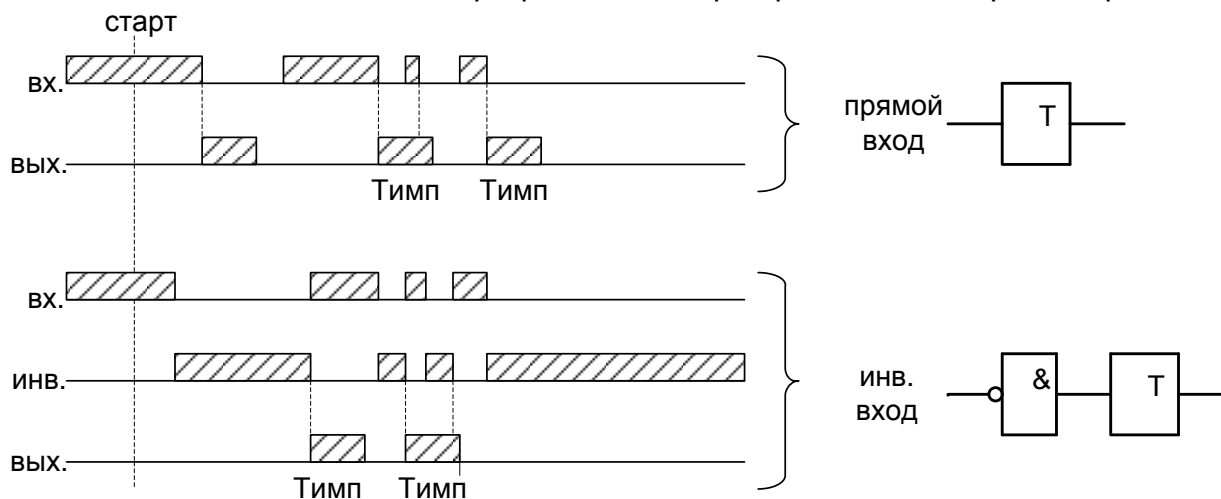 старт
вх.
вых.
Тимп Тимп
прямой
вход
T
вх.
инв.
вых.
Тимп Тимп
инв.
вход
& T